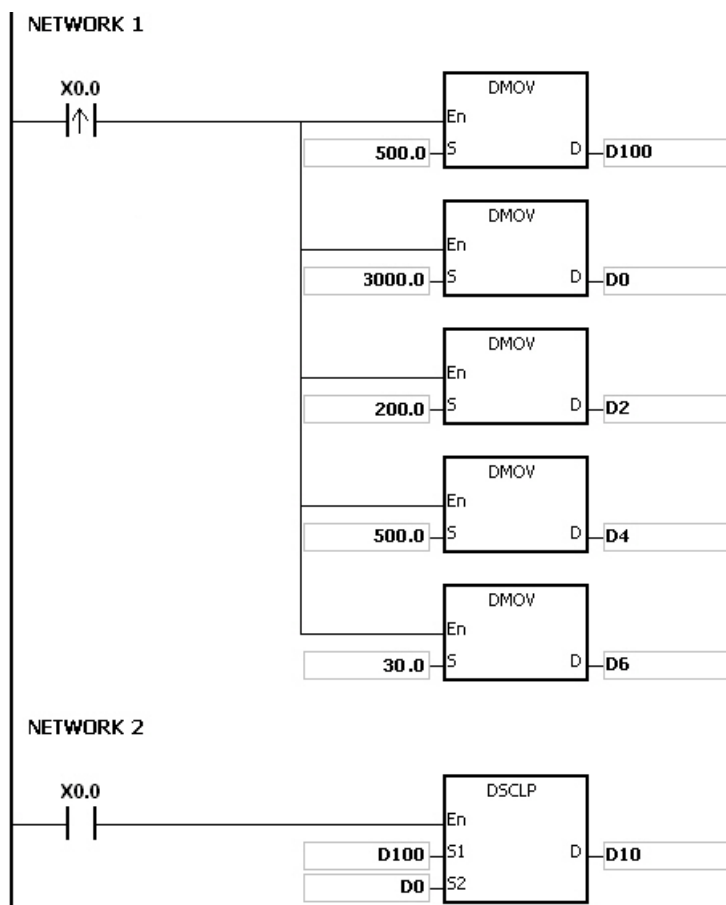 NETWORK 1
X0.0
DMOV
En
500.0 S D D100
DMOV
En
3000.0 S D D0
DMOV
En
200.0 S D D2
DMOV
En
500.0 S D D4
DMOV
En
30.0 S D D6
NETWORK 2
X0.0
DSCLP
En
D100 S1 D D10
D0 S2